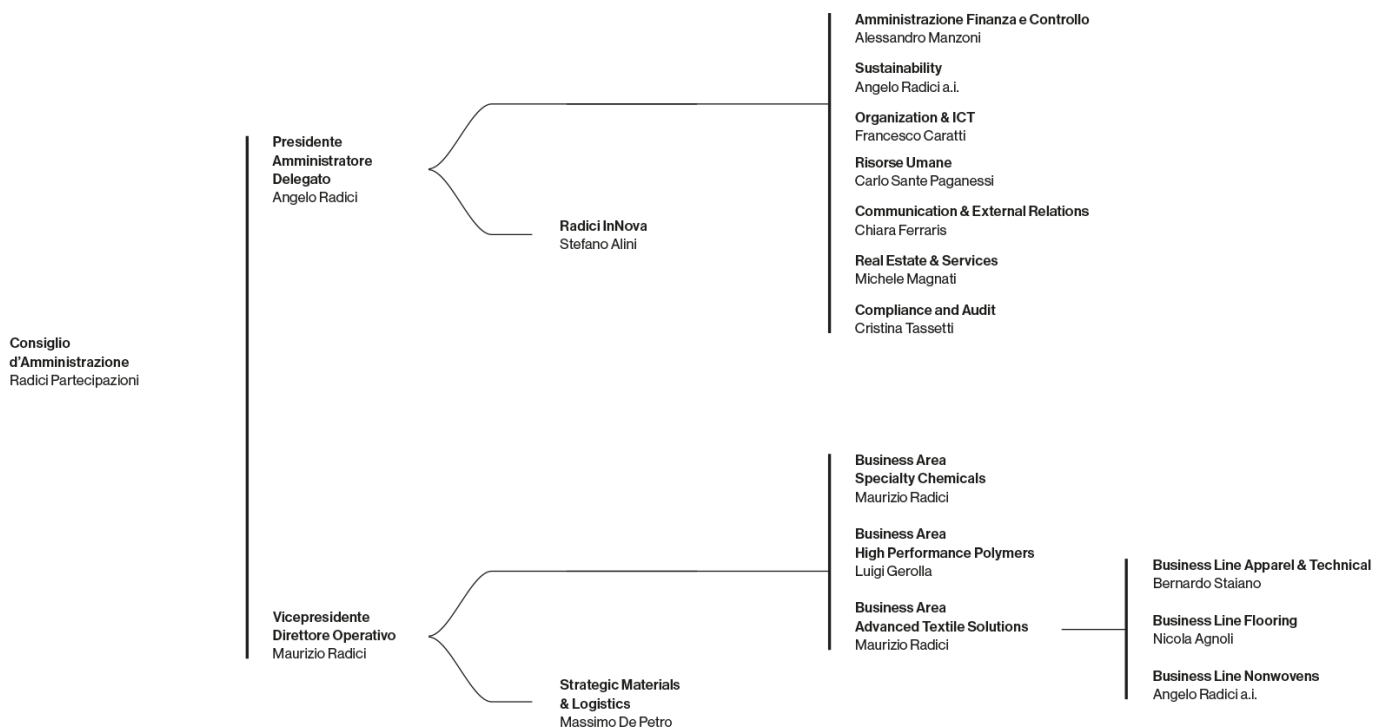 Consiglio
d'Amministrazione
Radici Partecipazioni
Presidente
Amministratore
Delegato
Angelo Radici
Radici InNova
Stefano Alini
Amministrazione Finanza e Controllo
Alessandro Manzoni
Sustainability
Angelo Radici a.i.
Organization & ICT
Francesco Caratti
Risorse Umane
Carlo Sante Paganessi
Communication & External Relations
Chiara Ferraris
Real Estate & Services
Michele Magnati
Compliance and Audit
Cristina Tassetti
Vicepresidente
Direttore Operativo
Maurizio Radici
Strategic Materials
& Logistics
Massimo De Petro
Business Area
Specialty Chemicals
Maurizio Radici
Business Area
High Performance Polymers
Luigi Gerolla
Business Area
Advanced Textile Solutions
Maurizio Radici
Business Line Apparel & Technical
Bernardo Staiano
Business Line Flooring
Nicola Agnoli
Business Line Nonwovens
Angelo Radici a.i.